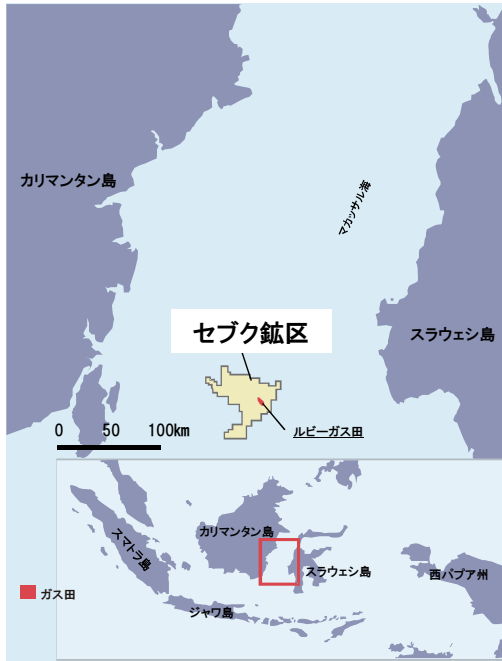 カリマンタン島
マカッサル海
セブク鉱区
スラウェシ島
0 50 100km
ルビーガス田
カリマンタン島
スマトラ島
スラウェシ島
西パプア州
ガス田
ジャワ島